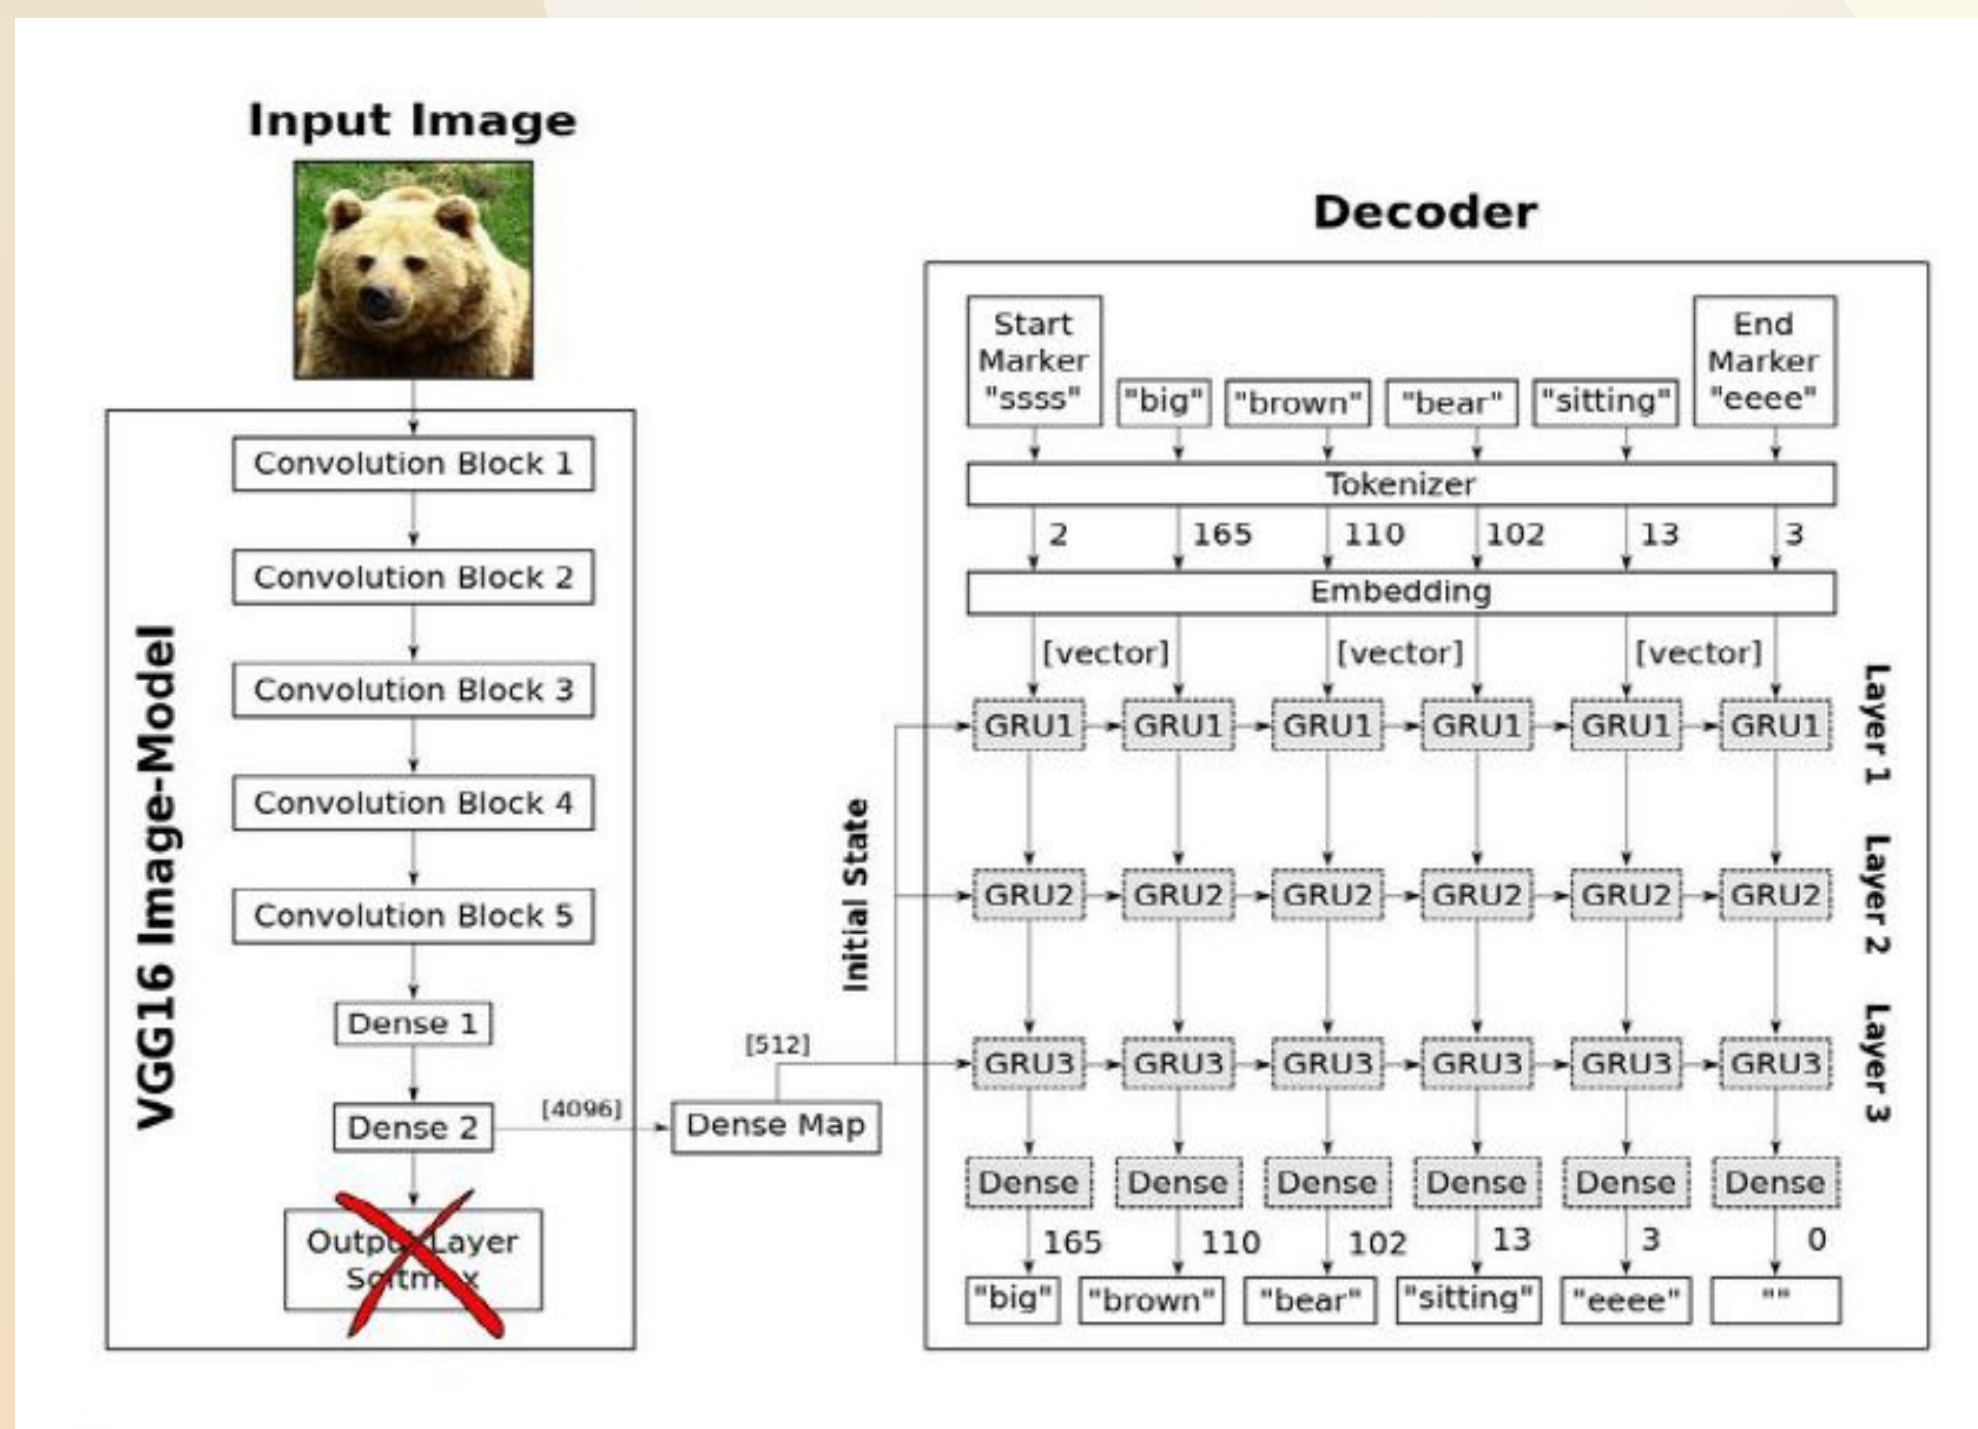 Input Image
VGG16 Image-Model
Convolution Block 1
Convolution Block 2
Convolution Block 3
Convolution Block 4
Convolution Block 5
Dense 1
Dense 2
[4096]
Output Layer
Softmax
Dense Map
[512]
Initial State
Decoder
Start
Marker
"ssss"
"big"
"brown"
"bear"
"sitting"
End
Marker
"eeee"
Tokenizer
2 165 110 102 13 3
Embedding
[vector] [vector] [vector]
GRU1 GRU1 GRU1 GRU1 GRU1 GRU1
Layer 1
GRU2 GRU2 GRU2 GRU2 GRU2 GRU2
Layer 2
GRU3 GRU3 GRU3 GRU3 GRU3 GRU3
Layer 3
Dense Dense Dense Dense Dense Dense
165 110 102 13 3 0
"big" "brown" "bear" "sitting" "eeee" ""